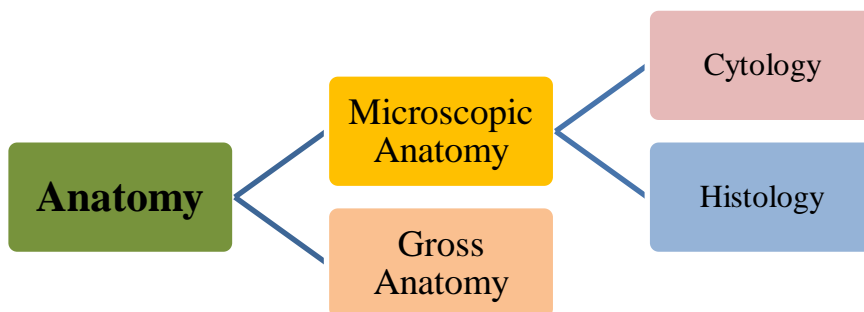 Anatomy
Microscopic
Anatomy
Gross
Anatomy
Cytology
Histology